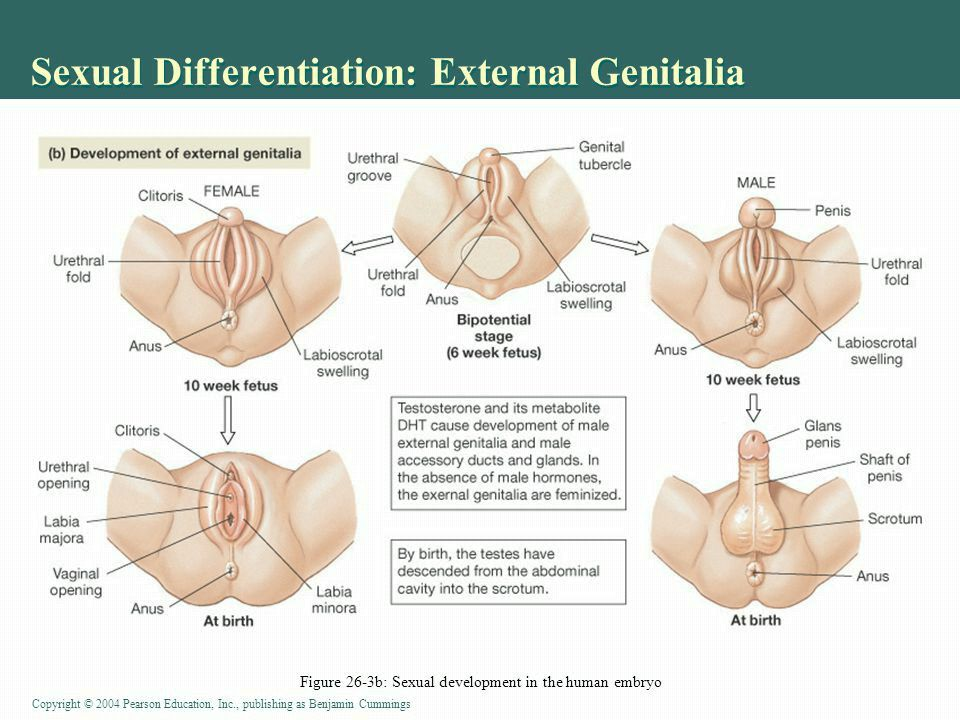 Sexual Differentiation: External Genitalia
(b) Development of external genitalia
Urethral
groove
Genital
tubercle
Urethral
fold
Anus
Labioscrotal
swelling
Bipotential
stage
(6 week fetus)
FEMALE
Clitoris
Urethral
fold
Anus
Labioscrotal
swelling
10 week fetus
MALE
Penis
Urethral
fold
Anus
Labioscrotal
swelling
10 week fetus
Clitoris
Urethral
opening
Labia
majora
Vaginal
opening
Anus
Labia
minora
At birth
Testosterone and its metabolite
DHT cause development of male
external genitalia and male
accessory ducts and glands. In
the absence of male hormones,
the exernal genitalia are feminized.
By birth, the testes have
descended from the abdominal
cavity into the scrotum.
Glans
penis
Shaft of
penis
Scrotum
Anus
At birth
Figure 26-3b: Sexual development in the human embryo
Copyright © 2004 Pearson Education, Inc., publishing as Benjamin Cummings